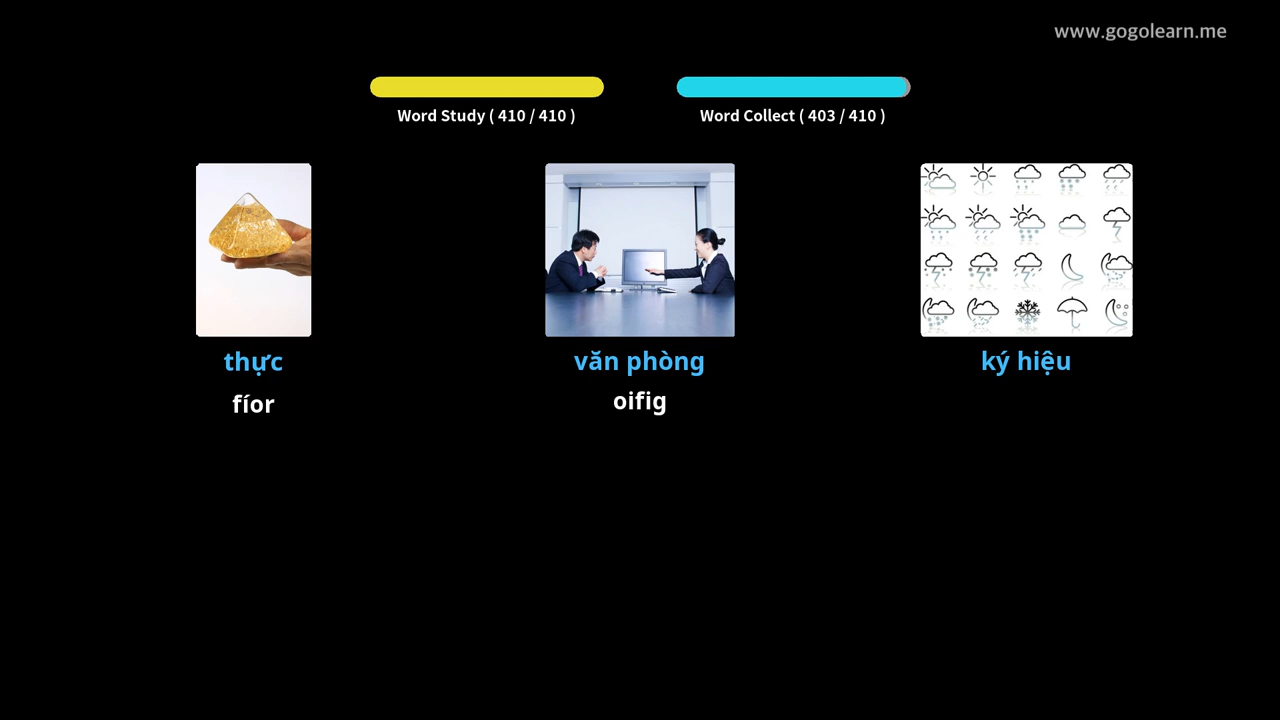 www.gogolearn.me
Word Study ( 410 / 410 )
Word Collect ( 403 / 410 )
thực
văn phòng
ký hiệu
fíor
oifig